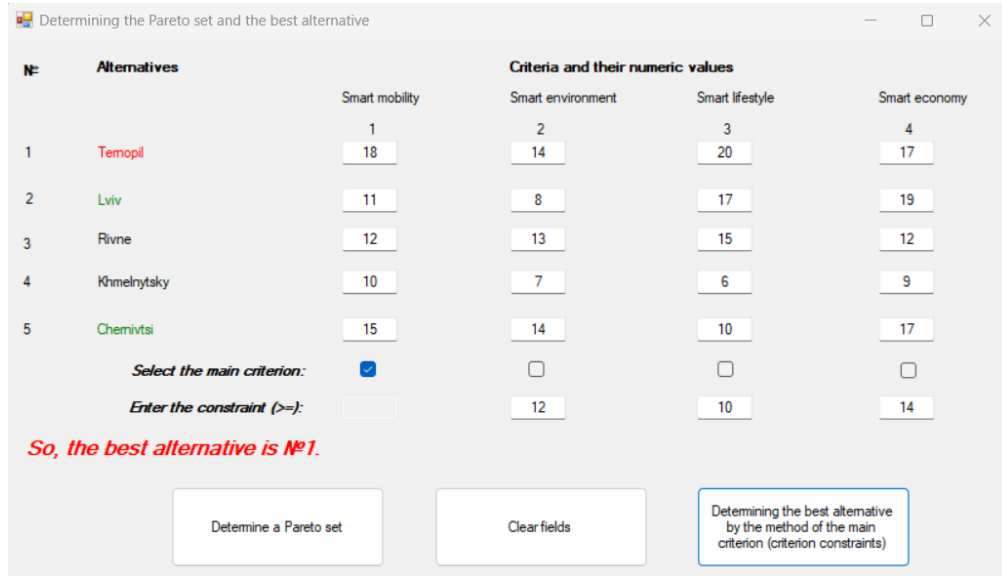 Determining the Pareto set and the best alternative
№ Alternatives Criteria and their numeric values
Smart mobility Smart environment Smart lifestyle Smart economy
1 2 3 4
1 Ternopil 18 14 20 17
2 Lviv 11 8 17 19
3 Rivne 12 13 15 12
4 Khmelnytsky 10 7 6 9
5 Chernivtsi 15 14 10 17
Select the main criterion:
Enter the constraint (>=): 12 10 14
So, the best alternative is №1.
Determine a Pareto set
Clear fields
Determining the best alternative
by the method of the main
criterion (criterion constraints)